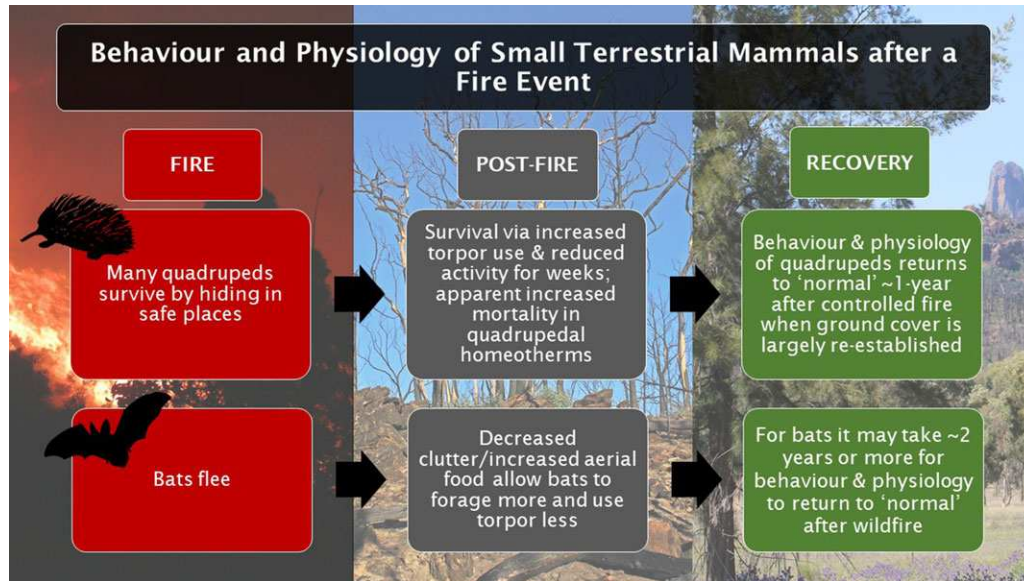 Behaviour and Physiology of Small Terrestrial Mammals after a
Fire Event
FIRE
POST-FIRE
RECOVERY
Many quadrupeds
survive by hiding in
safe places
Survival via increased
torpor use & reduced
activity for weeks;
apparent increased
mortality in
quadrupedal
homeotherms
Behaviour & physiology
of quadrupeds returns
to ‘normal’ ~1-year
after controlled fire
when ground cover is
largely re-established
Bats flee
Decreased
clutter/increased aerial
food allow bats to
forage more and use
torpor less
For bats it may take ~2
years or more for
behaviour & physiology
to return to ‘normal’
after wildfire